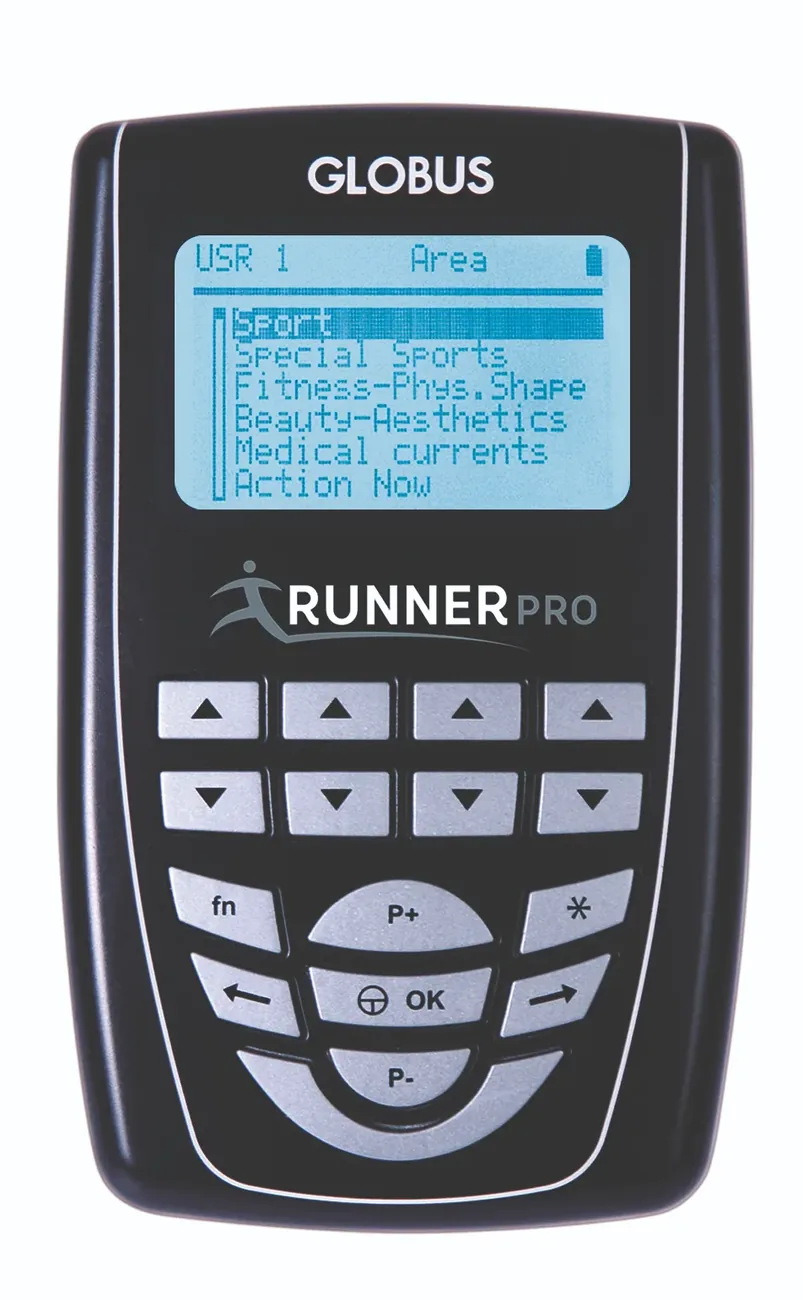 GLOBUS
USR 1 Area
Sport
Special Sports
Fitness-Phys.Shape
Beauty-Aesthetics
Medical currents
Action Now
RUNNER PRO
fn
P+
*
OK
P-